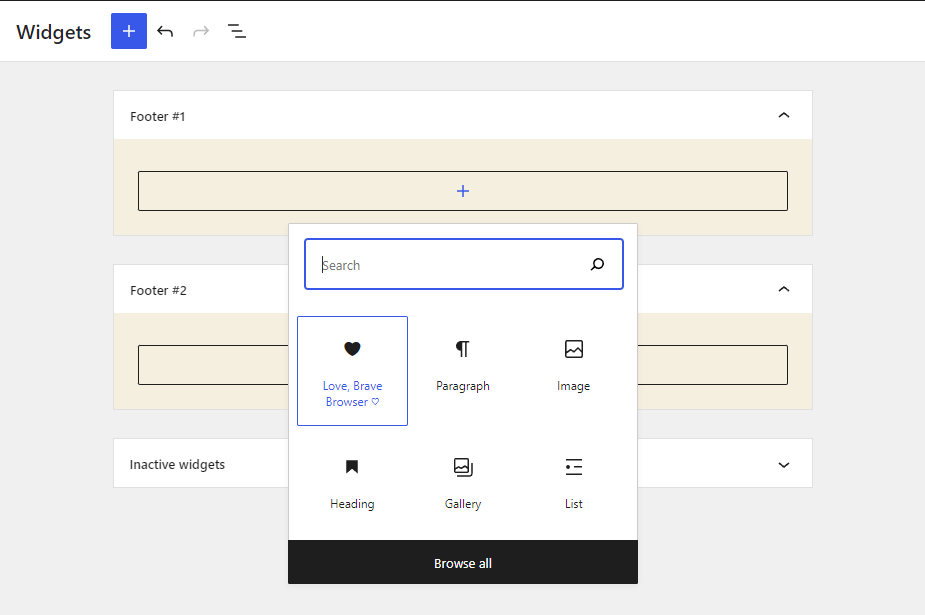 Widgets
Footer #1
Search
Footer #2
Love, Brave
Browser ♡
Paragraph
Image
Inactive widgets
Heading
Gallery
List
Browse all